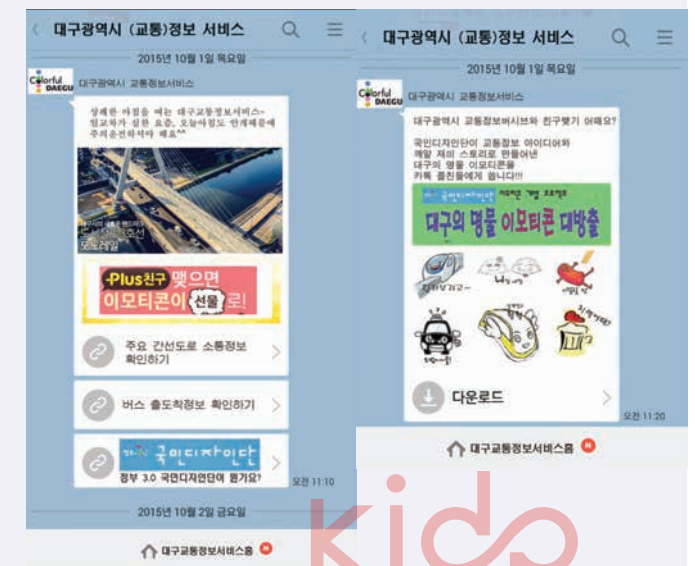 대구광역시 (교통)정보 서비스
2015년 10월 1일 목요일
Colorful
DAEGU
대구광역시 교통정보서비스
상쾌한 아침을 여는 대구교통정보서비스~
일교차가 심한 요즘, 오늘아침도 안개때문에
주의운전하셔야 해요^^
도시철도3호선
모노레일
Plus친구 맺으면
이모티콘이 선물로!
주요 간선도로 소통정보
확인하기
버스 출도착정보 확인하기
국민디자인단
정부 3.0 국민디자인단이 뭔가요?
오전 11:10
2015년 10월 2일 금요일
대구교통정보서비스홈 N
대구광역시 (교통)정보 서비스
2015년 10월 1일 목요일
Colorful
DAEGU
대구광역시 교통정보서비스
대구광역시 교통정보서비스와 친구맺기 어때요?
국민디자인단이 교통정보 아이디어와
깨알 재미 스토리로 만들어낸
대구의 명물 이모티콘을
카톡 플친들에게 쏩니다!!!
국민디자인단 이모티콘 개발 프로젝트
대구의 명물 이모티콘 대방출
다운로드
오전 11:20
대구교통정보서비스홈 N
kidp